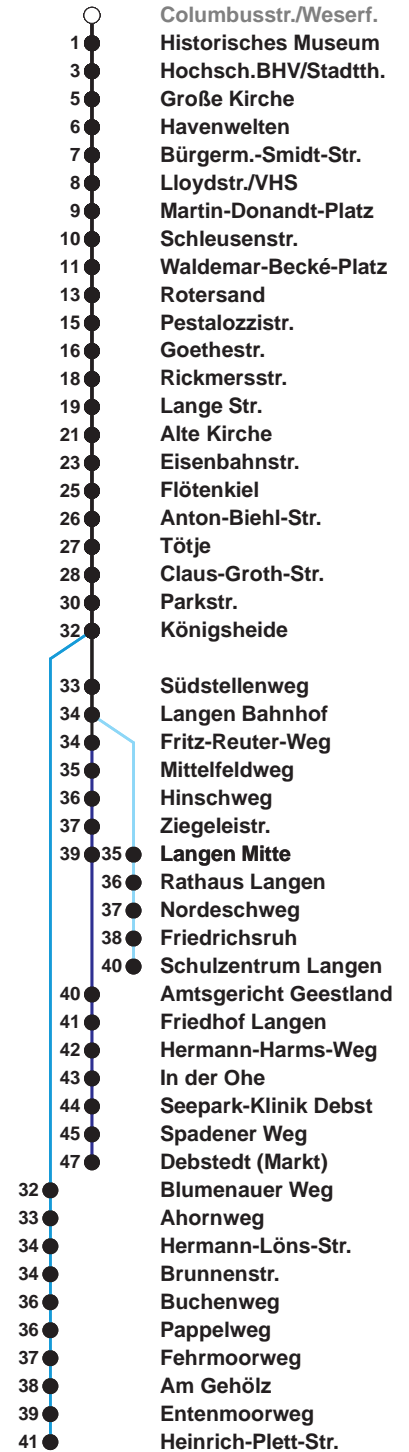 Columbusstr./Weserf.
1 Historisches Museum
3 Hochsch.BHV/Stadtth.
5 Große Kirche
6 Havenwelten
7 Bürgerm.-Smidt-Str.
8 Lloydstr./VHS
9 Martin-Donandt-Platz
10 Schleusenstr.
11 Waldemar-Becké-Platz
13 Rotersand
15 Pestalozzistr.
16 Goethestr.
18 Rickmersstr.
19 Lange Str.
21 Alte Kirche
23 Eisenbahnstr.
25 Flötenkiel
26 Anton-Biehl-Str.
27 Tötje
28 Claus-Groth-Str.
30 Parkstr.
32 Königsheide
33 Südstellenweg
34 Langen Bahnhof
34 Fritz-Reuter-Weg
35 Mittelfeldweg
36 Hinschweg
37 Ziegeleistr.
39 35 Langen Mitte
36 Rathaus Langen
37 Nordeschweg
38 Friedrichsruh
40 Schulzentrum Langen
40 Amtsgericht Geestland
41 Friedhof Langen
42 Hermann-Harms-Weg
43 In der Ohe
44 Seepark-Klinik Debst
45 Spadener Weg
47 Debstedt (Markt)
32 Blumenauer Weg
33 Ahornweg
34 Hermann-Löns-Str.
34 Brunnenstr.
36 Buchenweg
36 Pappelweg
37 Fehrmoorweg
38 Am Gehölz
39 Entenmoorweg
41 Heinrich-Plett-Str.